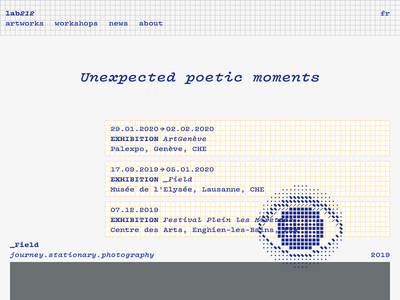 lab212
fr
artworks workshops news about
Unexpected poetic moments
29.01.2020→02.02.2020
EXHIBITION ArtGenève
Palexpo, Genève, CHE
17.09.2019→05.01.2020
EXHIBITION _Field
Musée de l'Elysée, Lausanne, CHE
07.12.2019
EXHIBITION Festival Plein les
Centre des Arts, Enghien-les-Bains
_Field
journey.stationary.photography
2019